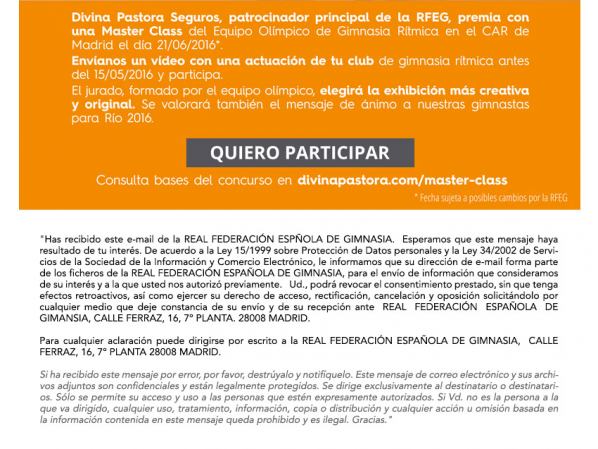 Divina Pastora Seguros, patrocinador principal de la RFEG, premia con
una Master Class del Equipo Olímpico de Gimnasia Rítmica en el CAR de
Madrid el día 21/06/2016*.
Envíanos un vídeo con una actuación de tu club de gimnasia rítmica antes
del 15/05/2016 y participa.
El jurado, formado por el equipo olímpico, elegirá la exhibición más creativa
y original. Se valorará también el mensaje de ánimo a nuestras gimnastas
para Río 2016.
QUIERO PARTICIPAR
Consulta bases del concurso en divinapastora.com/master-class
* Fecha sujeta a posibles cambios por la RFEG
"Has recibido este e-mail de la REAL FEDERACIÓN ESPÑOLA DE GIMNASIA. Esperamos que este mensaje haya
resultado de tu interés. De acuerdo a la Ley 15/1999 sobre Protección de Datos personales y la Ley 34/2002 de Servi-
cios de la Sociedad de la Información y Comercio Electrónico, le informamos que su dirección de e-mail forma parte
de los ficheros de la REAL FEDERACIÓN ESPAÑOLA DE GIMNASIA, para el envío de información que consideramos
de su interés y a la que usted nos autorizó previamente. Ud., podrá revocar el consentimiento prestado, sin que tenga
efectos retroactivos, así como ejercer su derecho de acceso, rectificación, cancelación y oposición solicitándolo por
cualquier medio que deje constancia de su envío y de su recepción ante REAL FEDERACIÓN ESPAÑOLA DE
GIMANSIA, CALLE FERRAZ, 16, 7º PLANTA. 28008 MADRID.
Para cualquier aclaración puede dirigirse por escrito a la REAL FEDERACIÓN ESPAÑOLA DE GIMNASIA, CALLE
FERRAZ, 16, 7º PLANTA 28008 MADRID.
Si ha recibido este mensaje por error, por favor, destrúyalo y notifíquelo. Este mensaje de correo electrónico y sus archi-
vos adjuntos son confidenciales y están legalmente protegidos. Se dirige exclusivamente al destinatario o destinatari-
os. Sólo se permite su acceso y uso a las personas que estén expresamente autorizados. Si Vd. no es la persona a la
que va dirigido, cualquier uso, tratamiento, información, copia o distribución y cualquier acción u omisión basada en
la información contenida en este mensaje queda prohibido y es ilegal. Gracias."